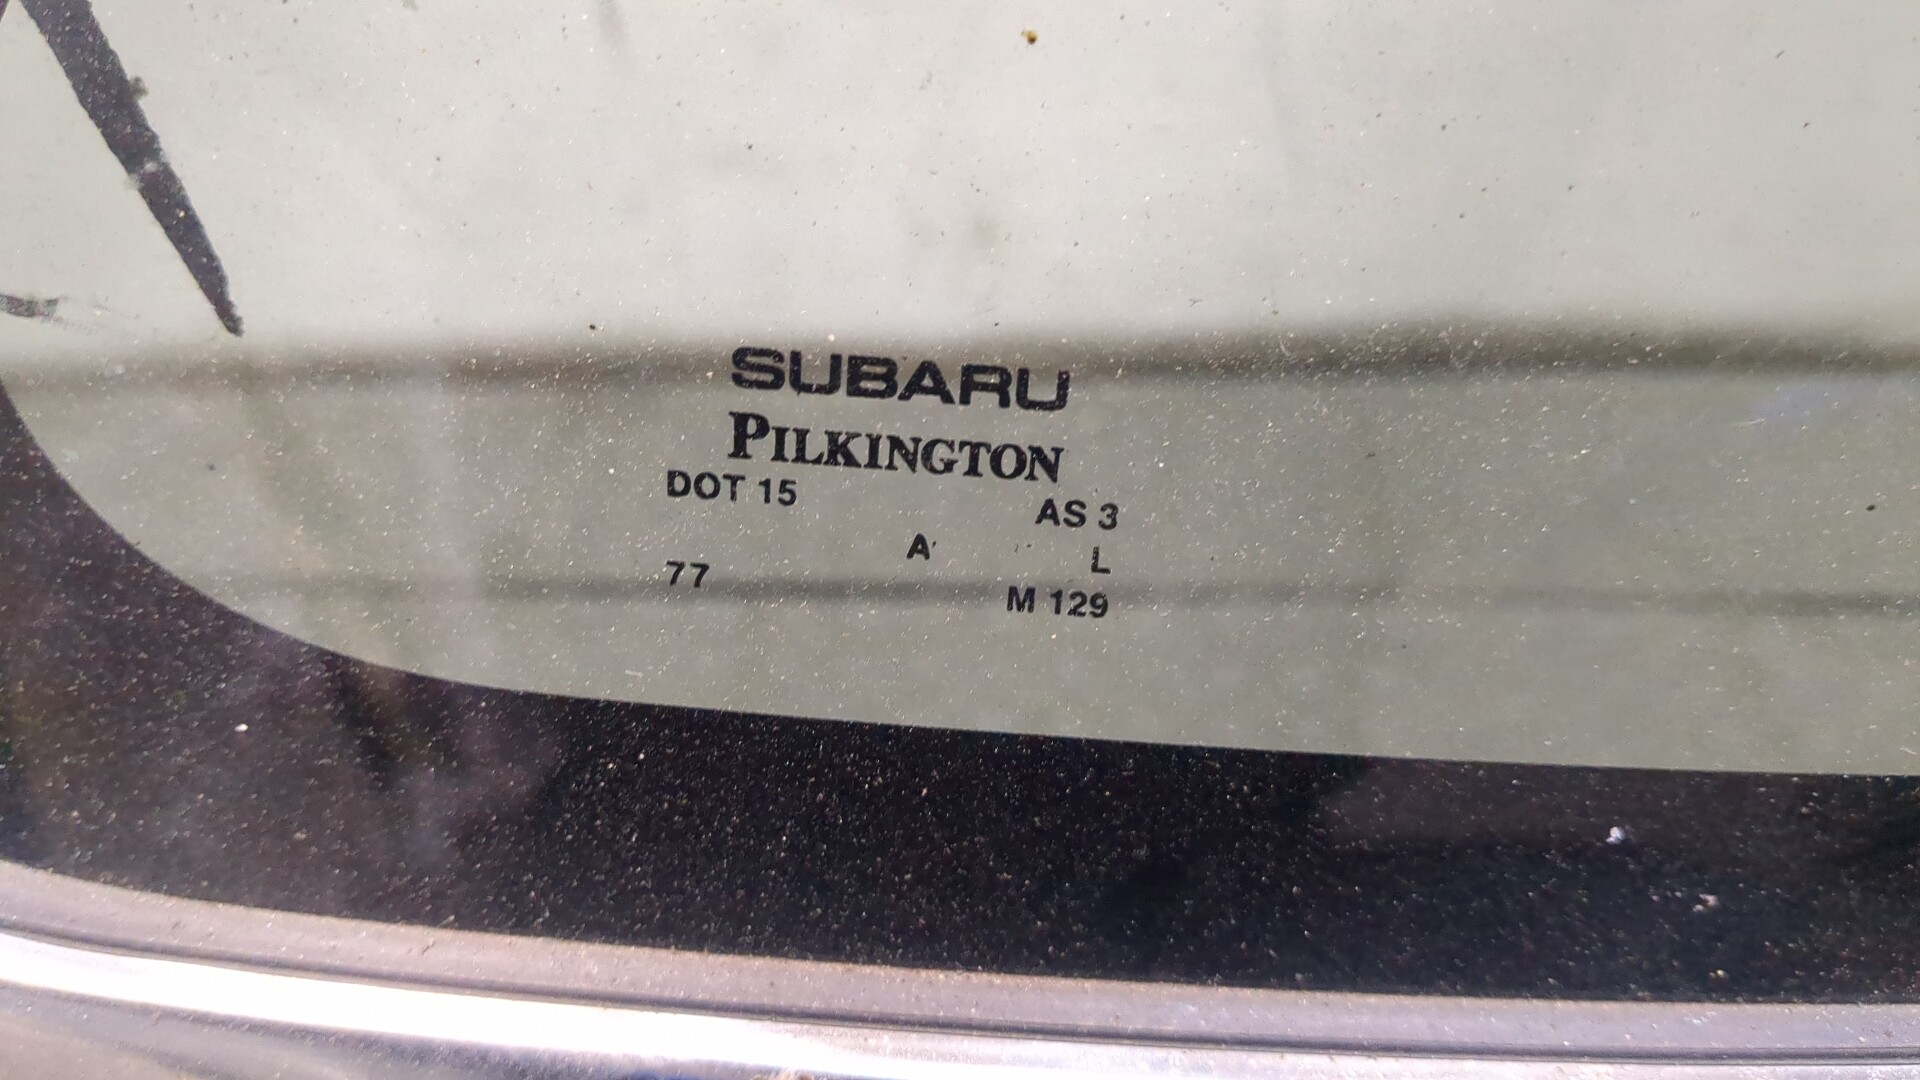 SUBARU
PILKINGTON
DOT 15 AS 3
A L
77 M 129